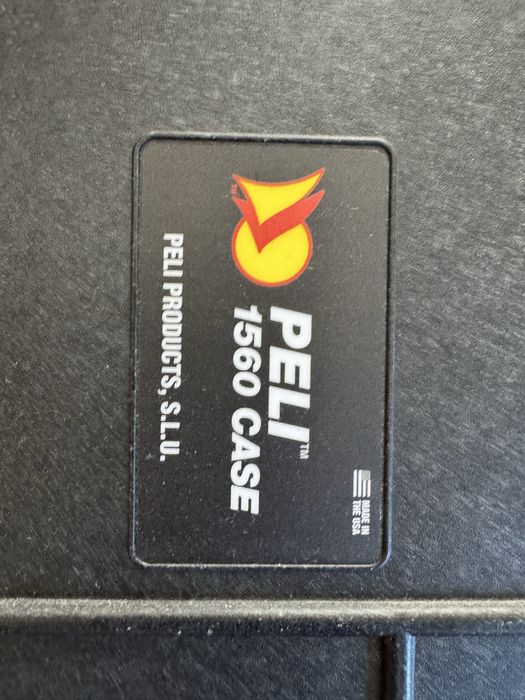 MADE IN
THE USA
PELI™
1560 CASE
PELI PRODUCTS, S.L.U.